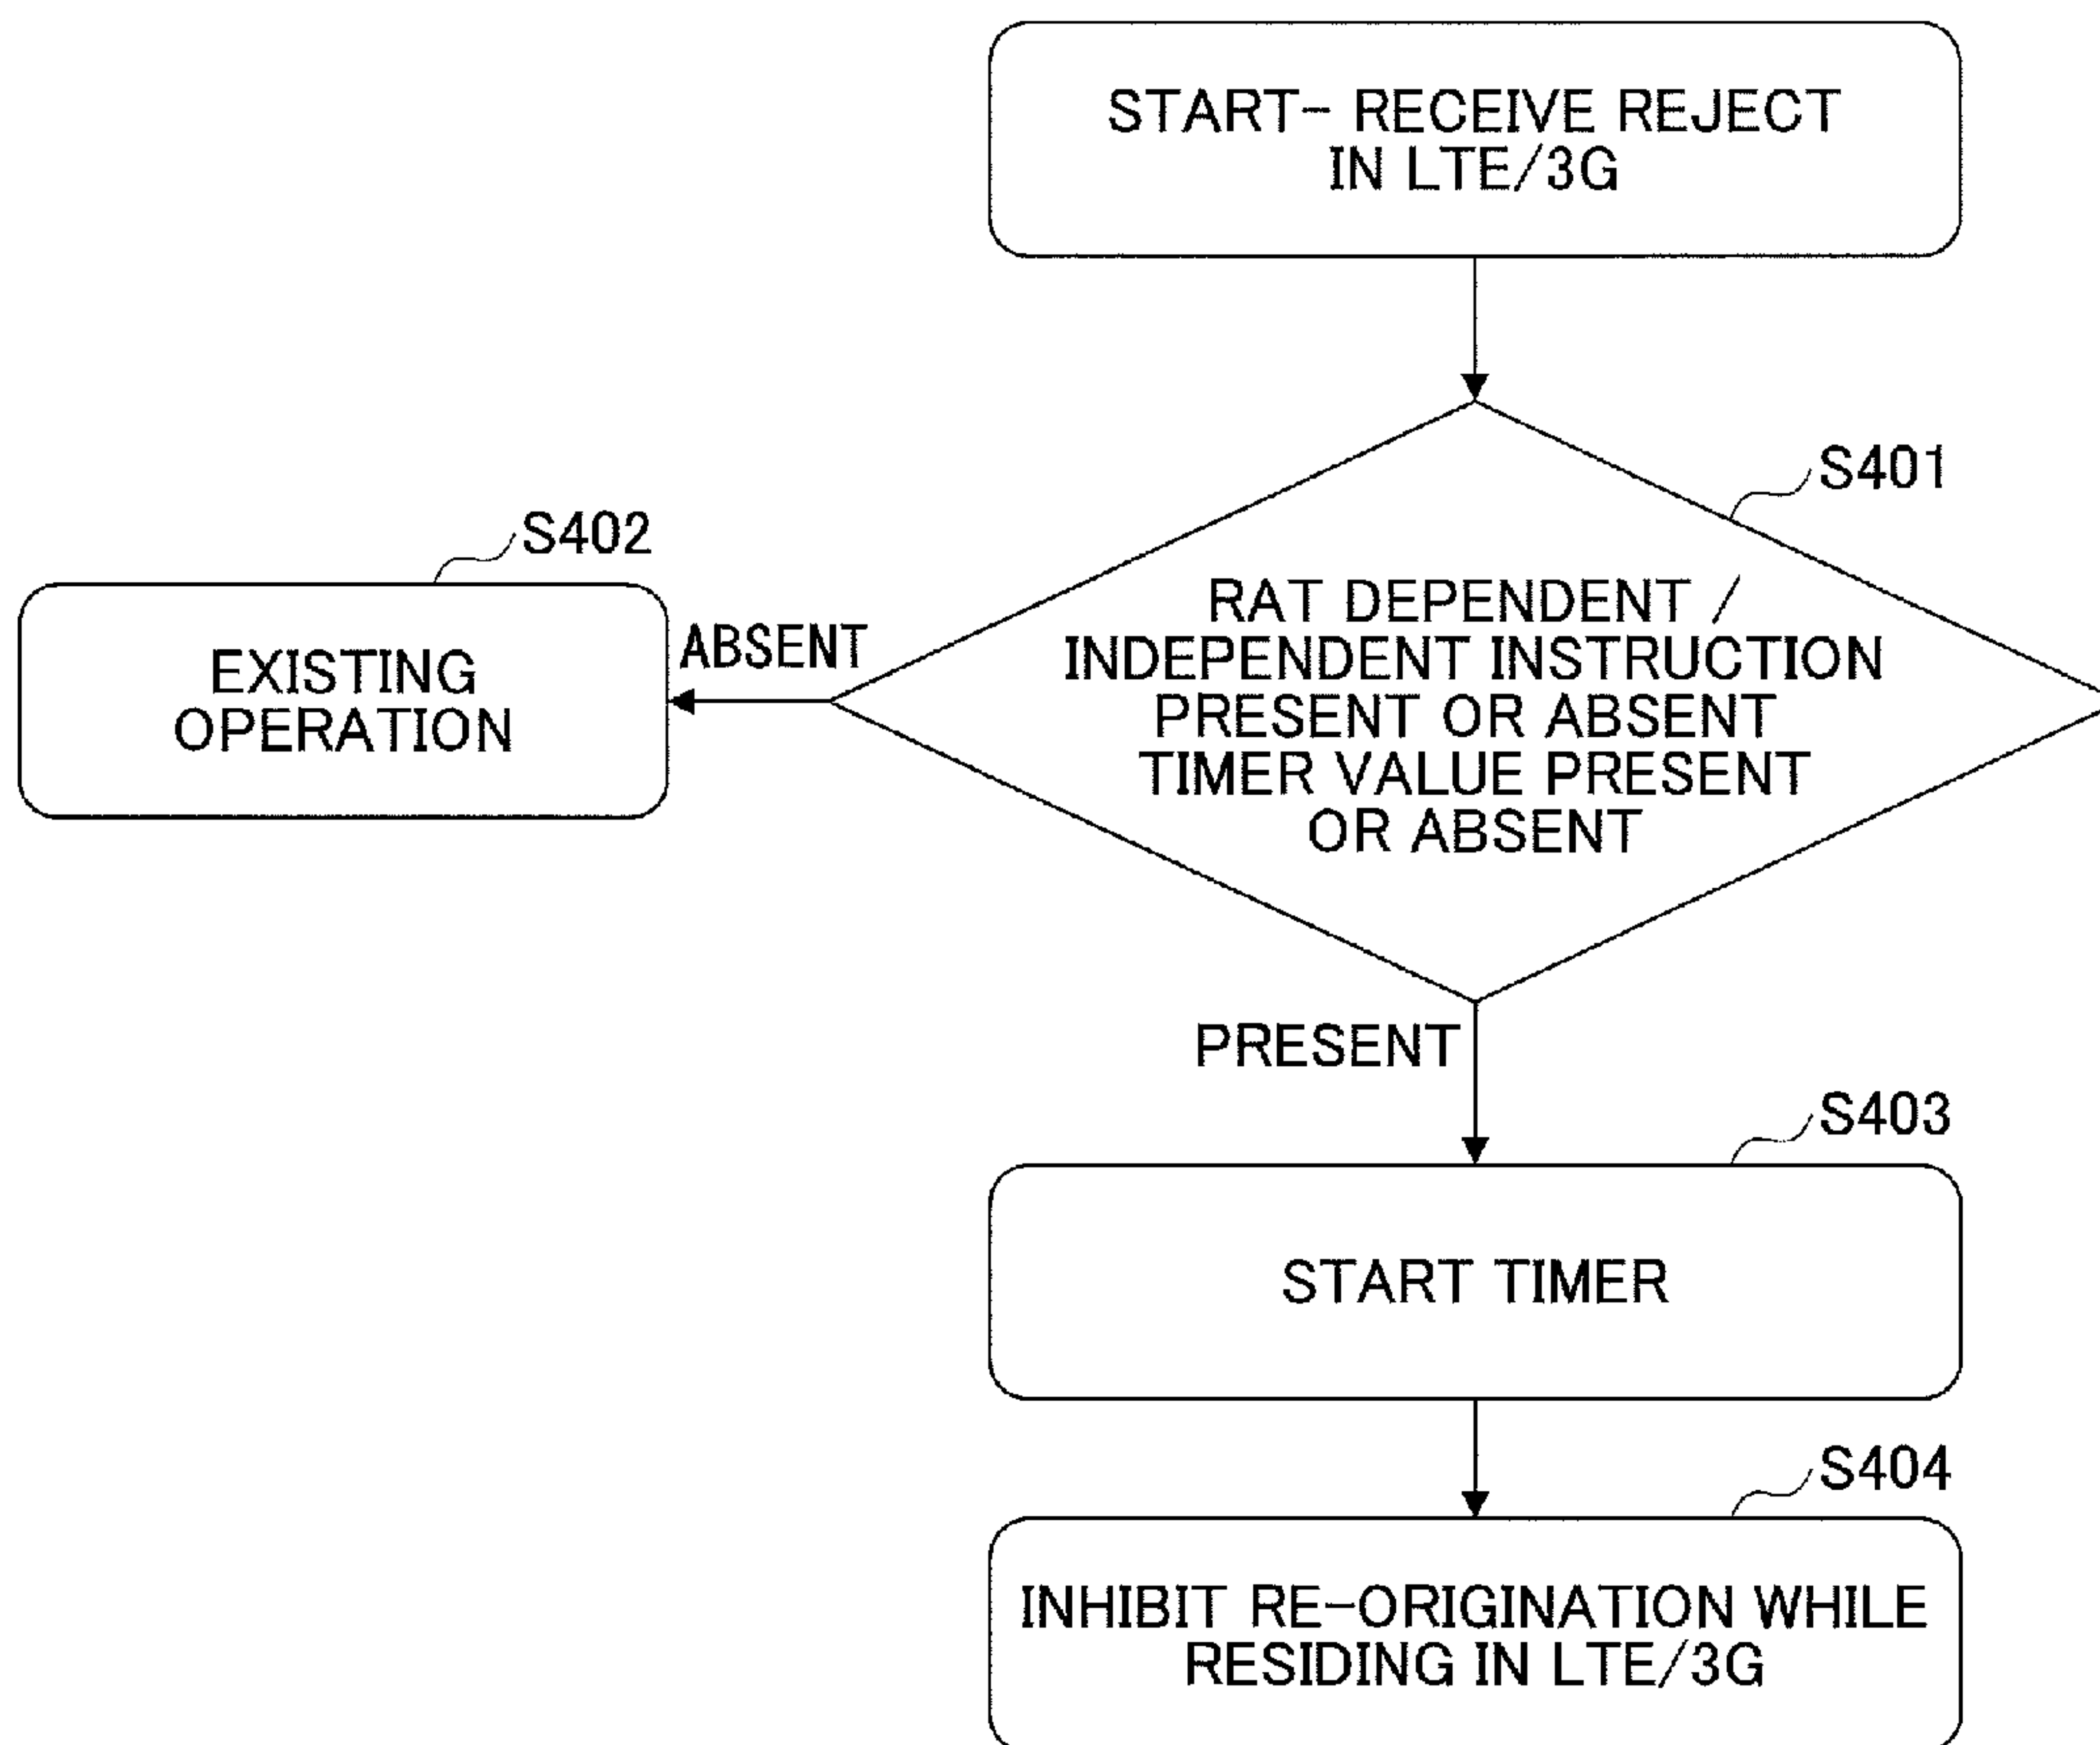 START- RECEIVE REJECT
IN LTE/3G
S401
RAT DEPENDENT /
INDEPENDENT INSTRUCTION
PRESENT OR ABSENT
TIMER VALUE PRESENT
OR ABSENT
ABSENT
S402
EXISTING
OPERATION
PRESENT
S403
START TIMER
S404
INHIBIT RE-ORIGINATION WHILE
RESIDING IN LTE/3G